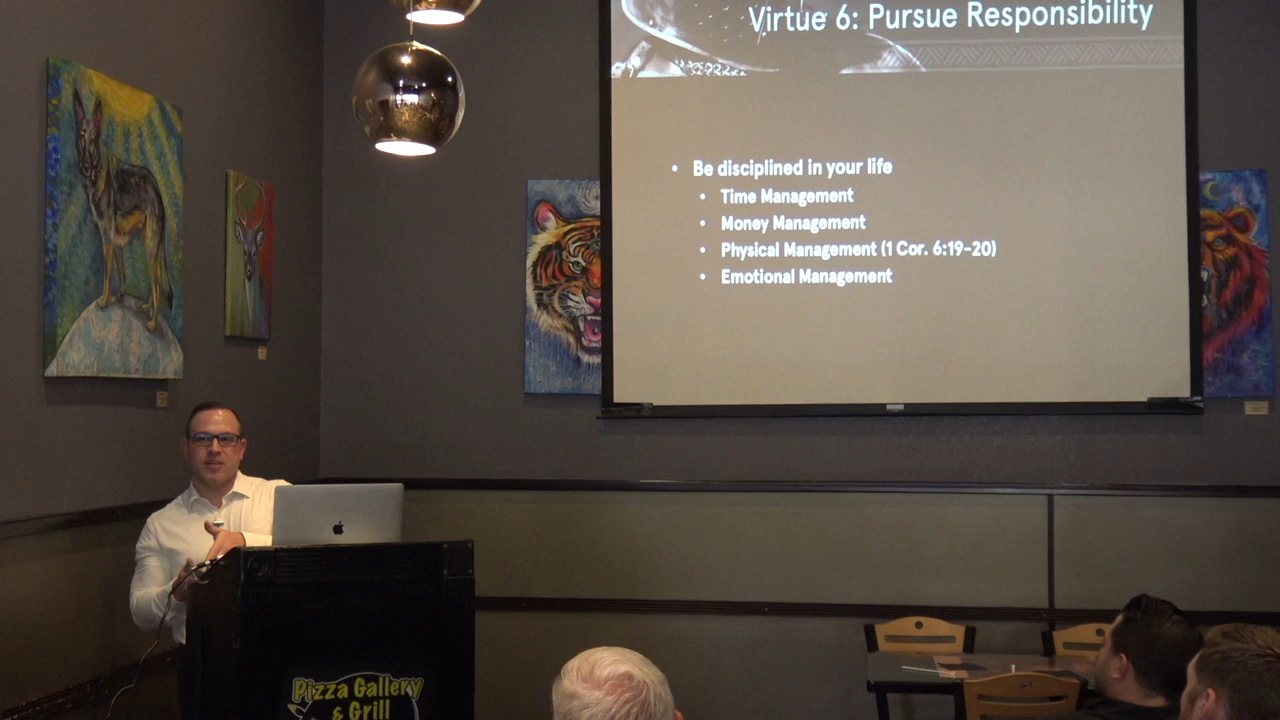 Virtue 6: Pursue Responsibility
• Be disciplined in your life
• Time Management
• Money Management
• Physical Management (1 Cor. 6:19-20)
• Emotional Management
Pizza Gallery
& Grill